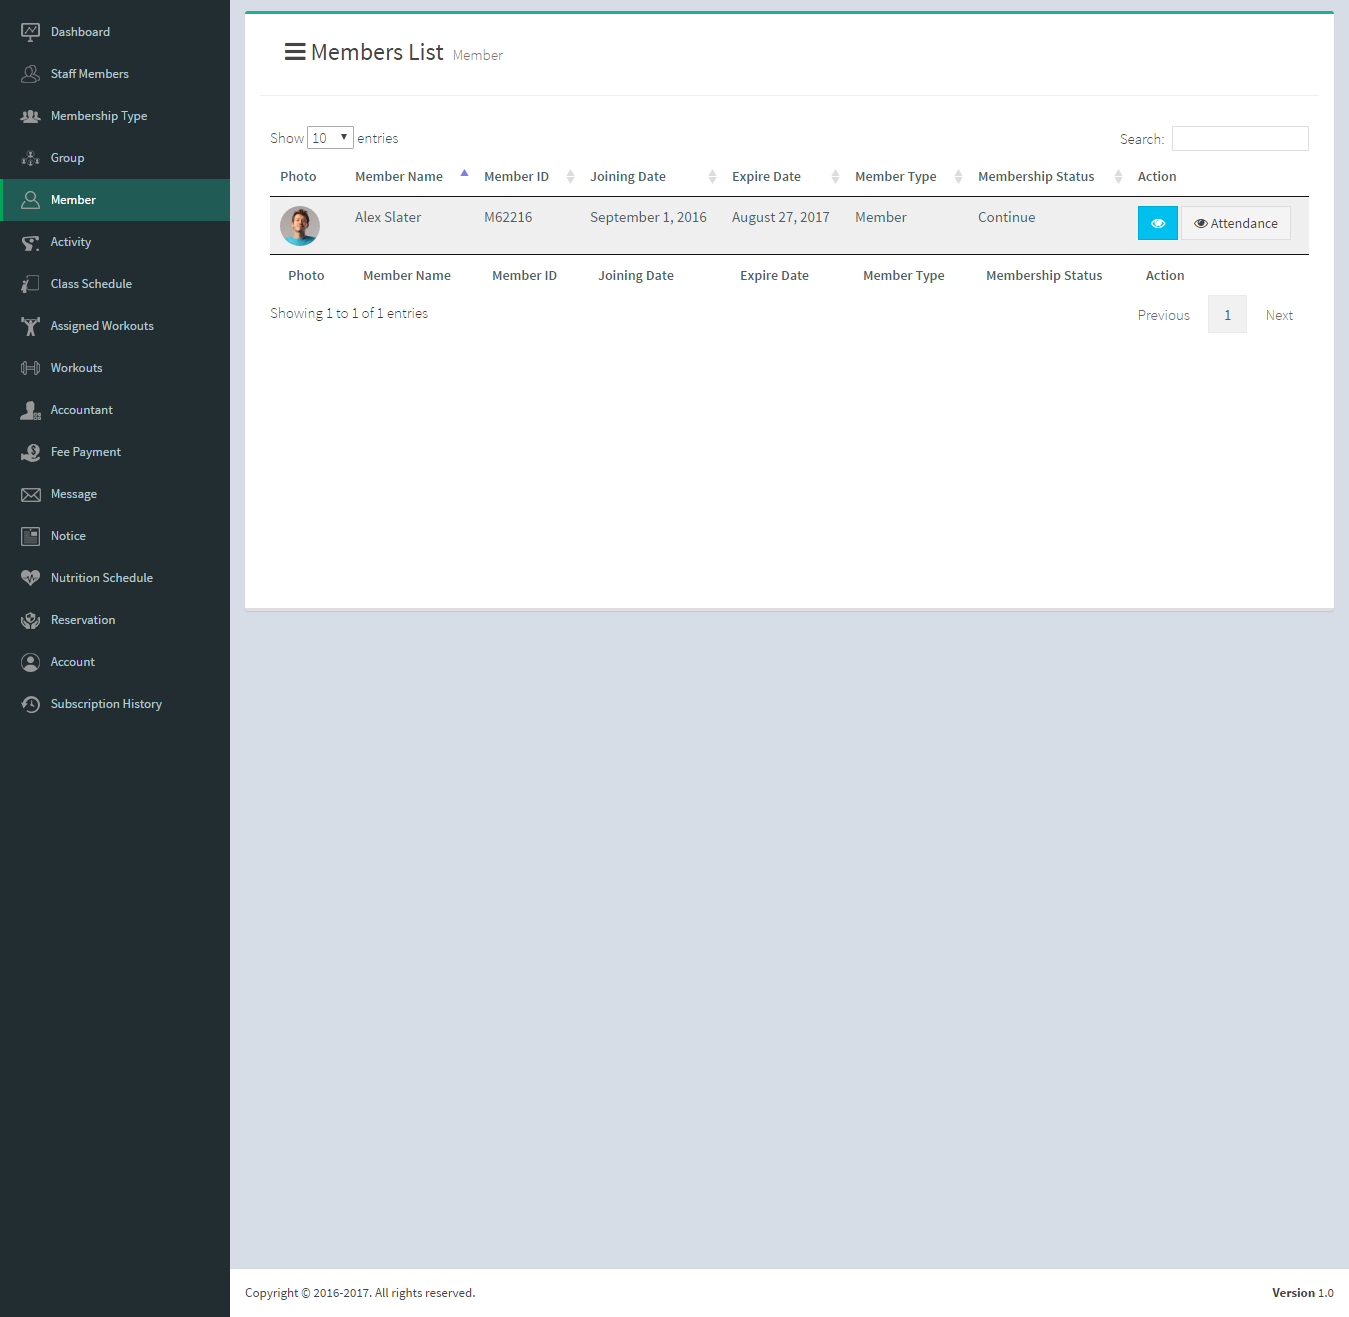 Dashboard
Staff Members
Membership Type
Group
Member
Activity
Class Schedule
Assigned Workouts
Workouts
Accountant
Fee Payment
Message
Notice
Nutrition Schedule
Reservation
Account
Subscription History
Members List Member
Show 10 entries Search:
Photo Member Name Member ID Joining Date Expire Date Member Type Membership Status Action
Alex Slater M62216 September 1, 2016 August 27, 2017 Member Continue Attendance
Photo Member Name Member ID Joining Date Expire Date Member Type Membership Status Action
Showing 1 to 1 of 1 entries Previous 1 Next
Copyright © 2016-2017. All rights reserved. Version 1.0